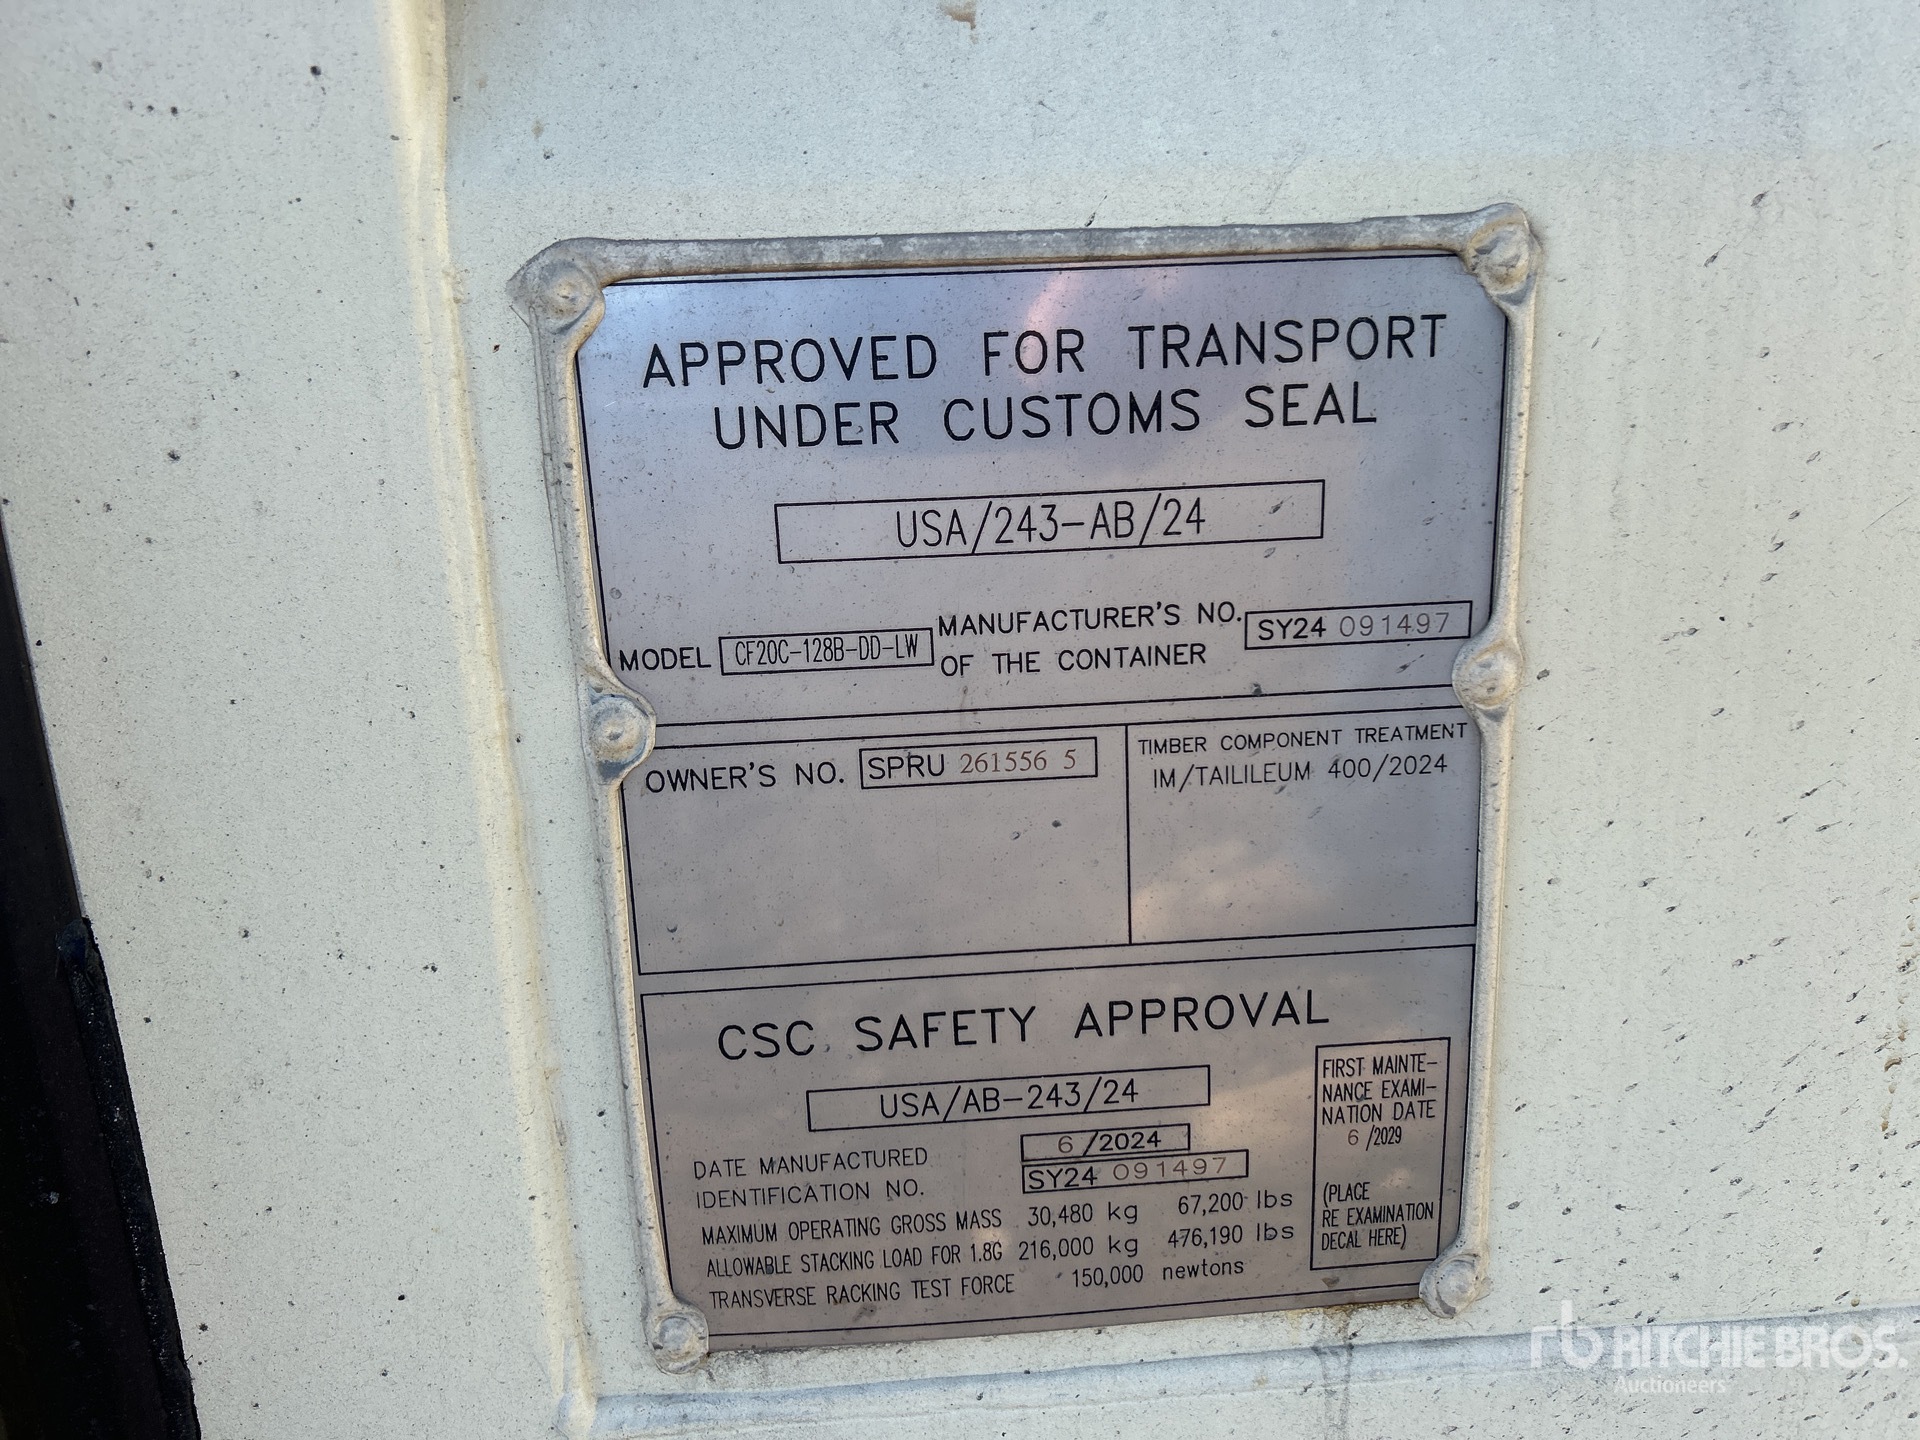 APPROVED FOR TRANSPORT
UNDER CUSTOMS SEAL
USA/243-AB/24
MODEL CF20C-128B-DD-LW MANUFACTURER'S NO. OF THE CONTAINER SY24 091497
OWNER'S NO. SPRU 261556 5
TIMBER COMPONENT TREATMENT
IM/TAILILEUM 400/2024
CSC SAFETY APPROVAL
USA/AB-243/24
DATE MANUFACTURED 6 /2024
IDENTIFICATION NO. SY24 091497
MAXIMUM OPERATING GROSS MASS 30,480 kg 67,200 lbs
ALLOWABLE STACKING LOAD FOR 1.8G 216,000 kg 476,190 lbs
TRANSVERSE RACKING TEST FORCE 150,000 newtons
FIRST MAINTE-
NANCE EXAMI-
NATION DATE
6 /2029
(PLACE
RE EXAMINATION
DECAL HERE)
rb RITCHIE BROS.
Auctioneers